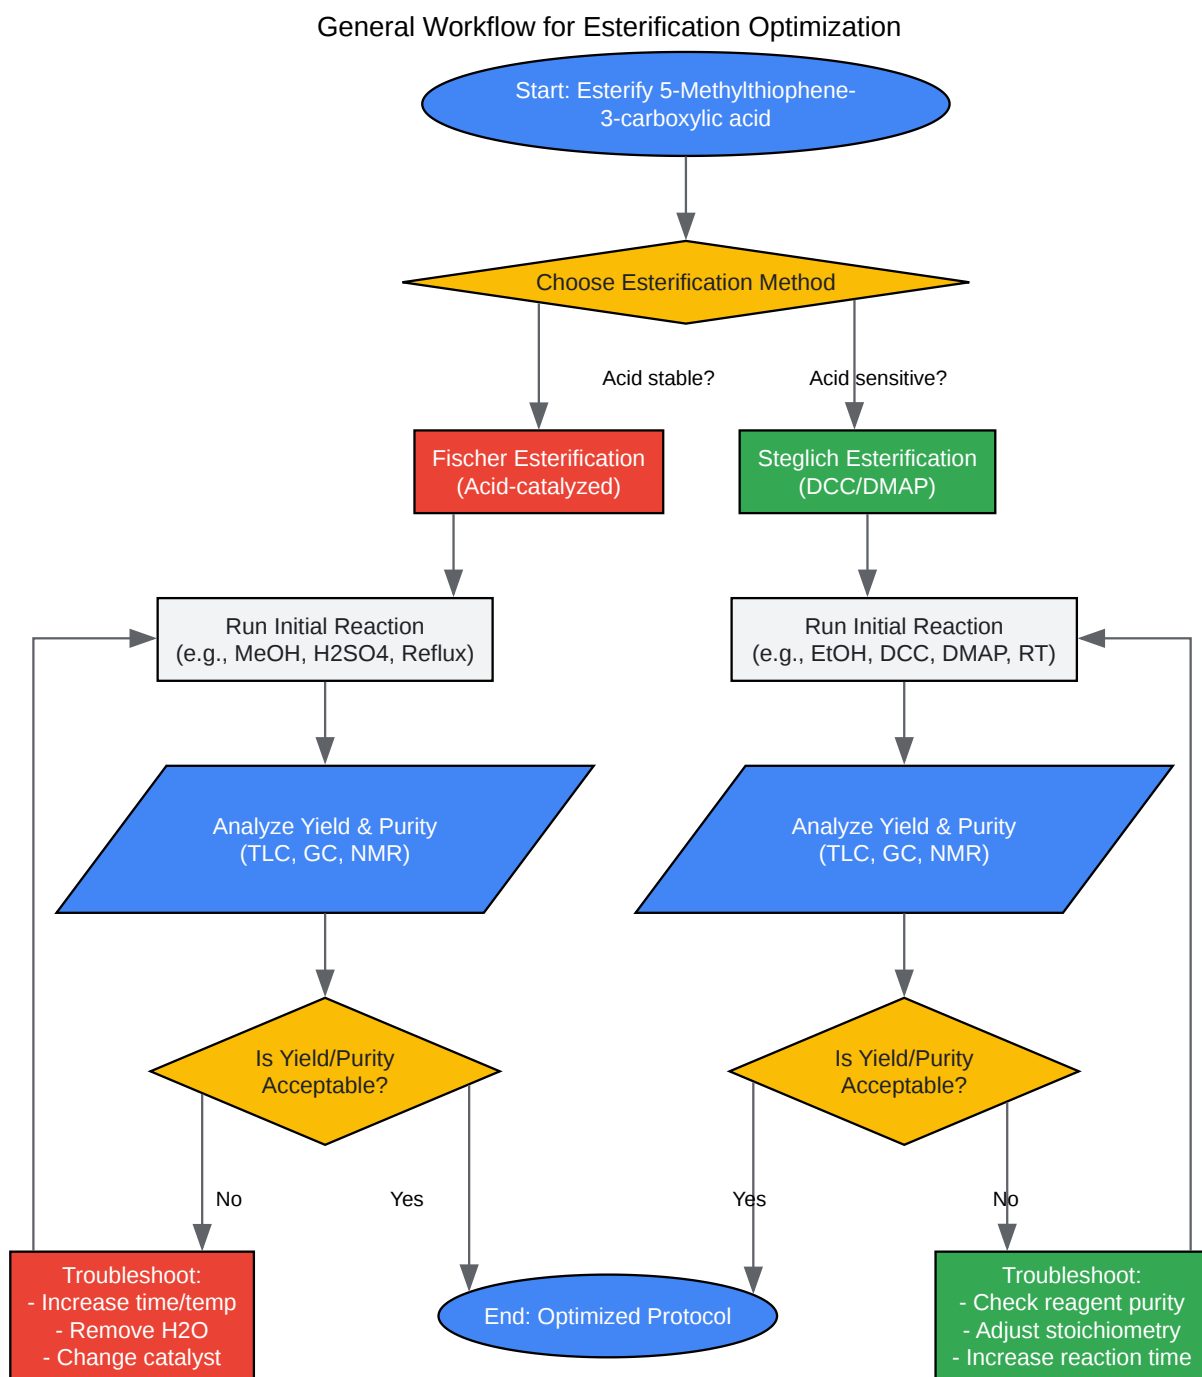 General Workflow for Esterification Optimization
Start: Esterify 5-Methylthiophene-
3-carboxylic acid
Choose Esterification Method
Acid stable?
Acid sensitive?
Fischer Esterification
(Acid-catalyzed)
Steglich Esterification
(DCC/DMAP)
Run Initial Reaction
(e.g., MeOH, H2SO4, Reflux)
Run Initial Reaction
(e.g., EtOH, DCC, DMAP, RT)
Analyze Yield & Purity
(TLC, GC, NMR)
Analyze Yield & Purity
(TLC, GC, NMR)
Is Yield/Purity
Acceptable?
Is Yield/Purity
Acceptable?
No
Yes
Yes
No
Troubleshoot:
- Increase time/temp
- Remove H2O
- Change catalyst
End: Optimized Protocol
Troubleshoot:
- Check reagent purity
- Adjust stoichiometry
- Increase reaction time